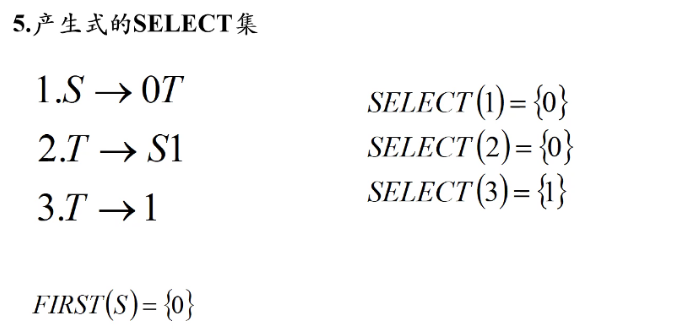 5.产生式的SELECT集
1.S → 0T
2.T → S1
3.T → 1
SELECT(1)={0}
SELECT(2)={0}
SELECT(3)={1}
FIRST(S)={0}